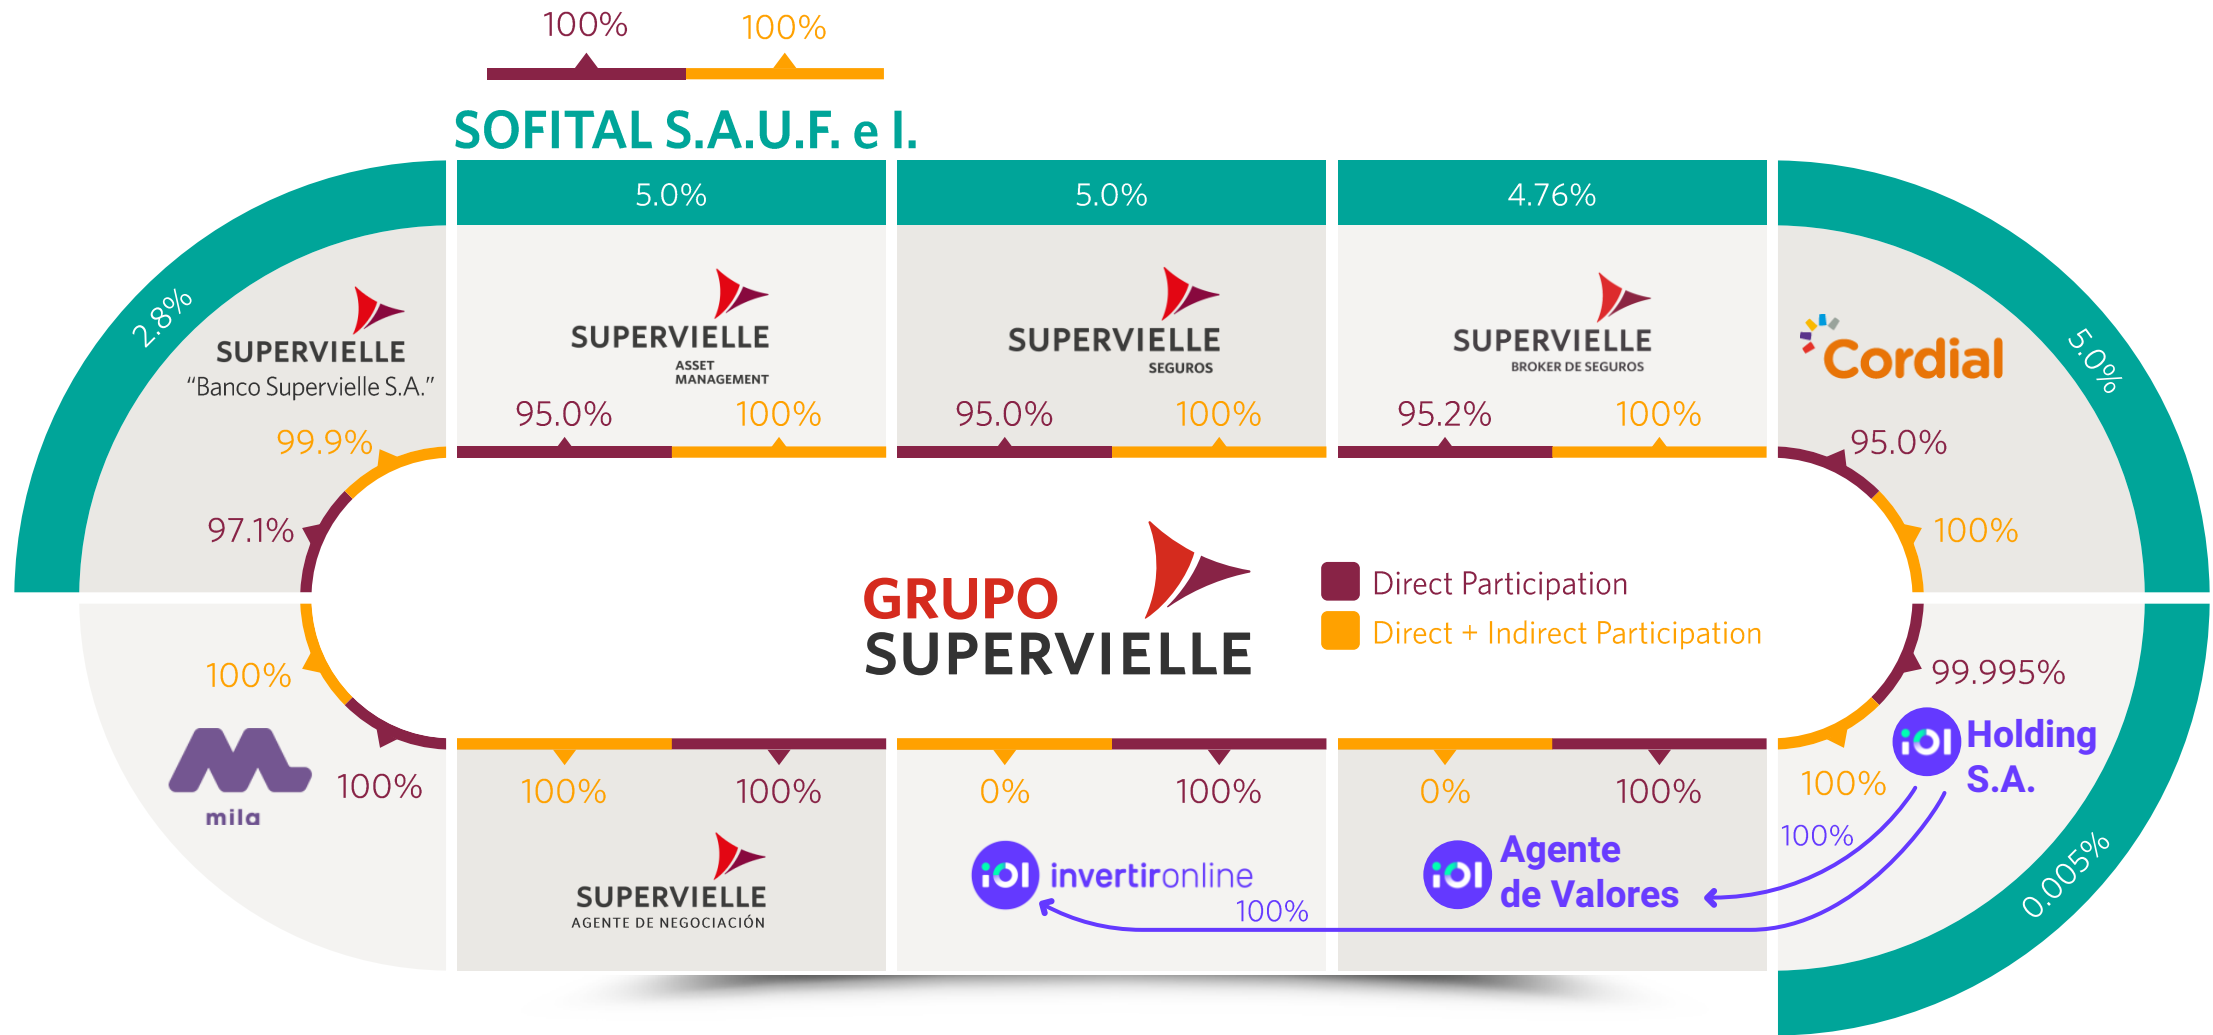 100% 100%
SOFITAL S.A.U.F. e I.
2.8%
5.0%
5.0%
4.76%
5.0%
SUPERVIELLE
“Banco Supervielle S.A.”
99.9%
97.1%
SUPERVIELLE
ASSET
MANAGEMENT
95.0% 100%
SUPERVIELLE
SEGUROS
95.0% 100%
SUPERVIELLE
BROKER DE SEGUROS
95.2% 100%
Cordial
95.0%
100%
GRUPO
SUPERVIELLE
Direct Participation
Direct + Indirect Participation
100%
100%
mila
100% 100%
SUPERVIELLE
AGENTE DE NEGOCIACIÓN
0% 100%
iOl invertironline
100%
0% 100%
iOl Agente
de Valores
99.995%
iOl Holding
S.A.
100%
100%
0.005%